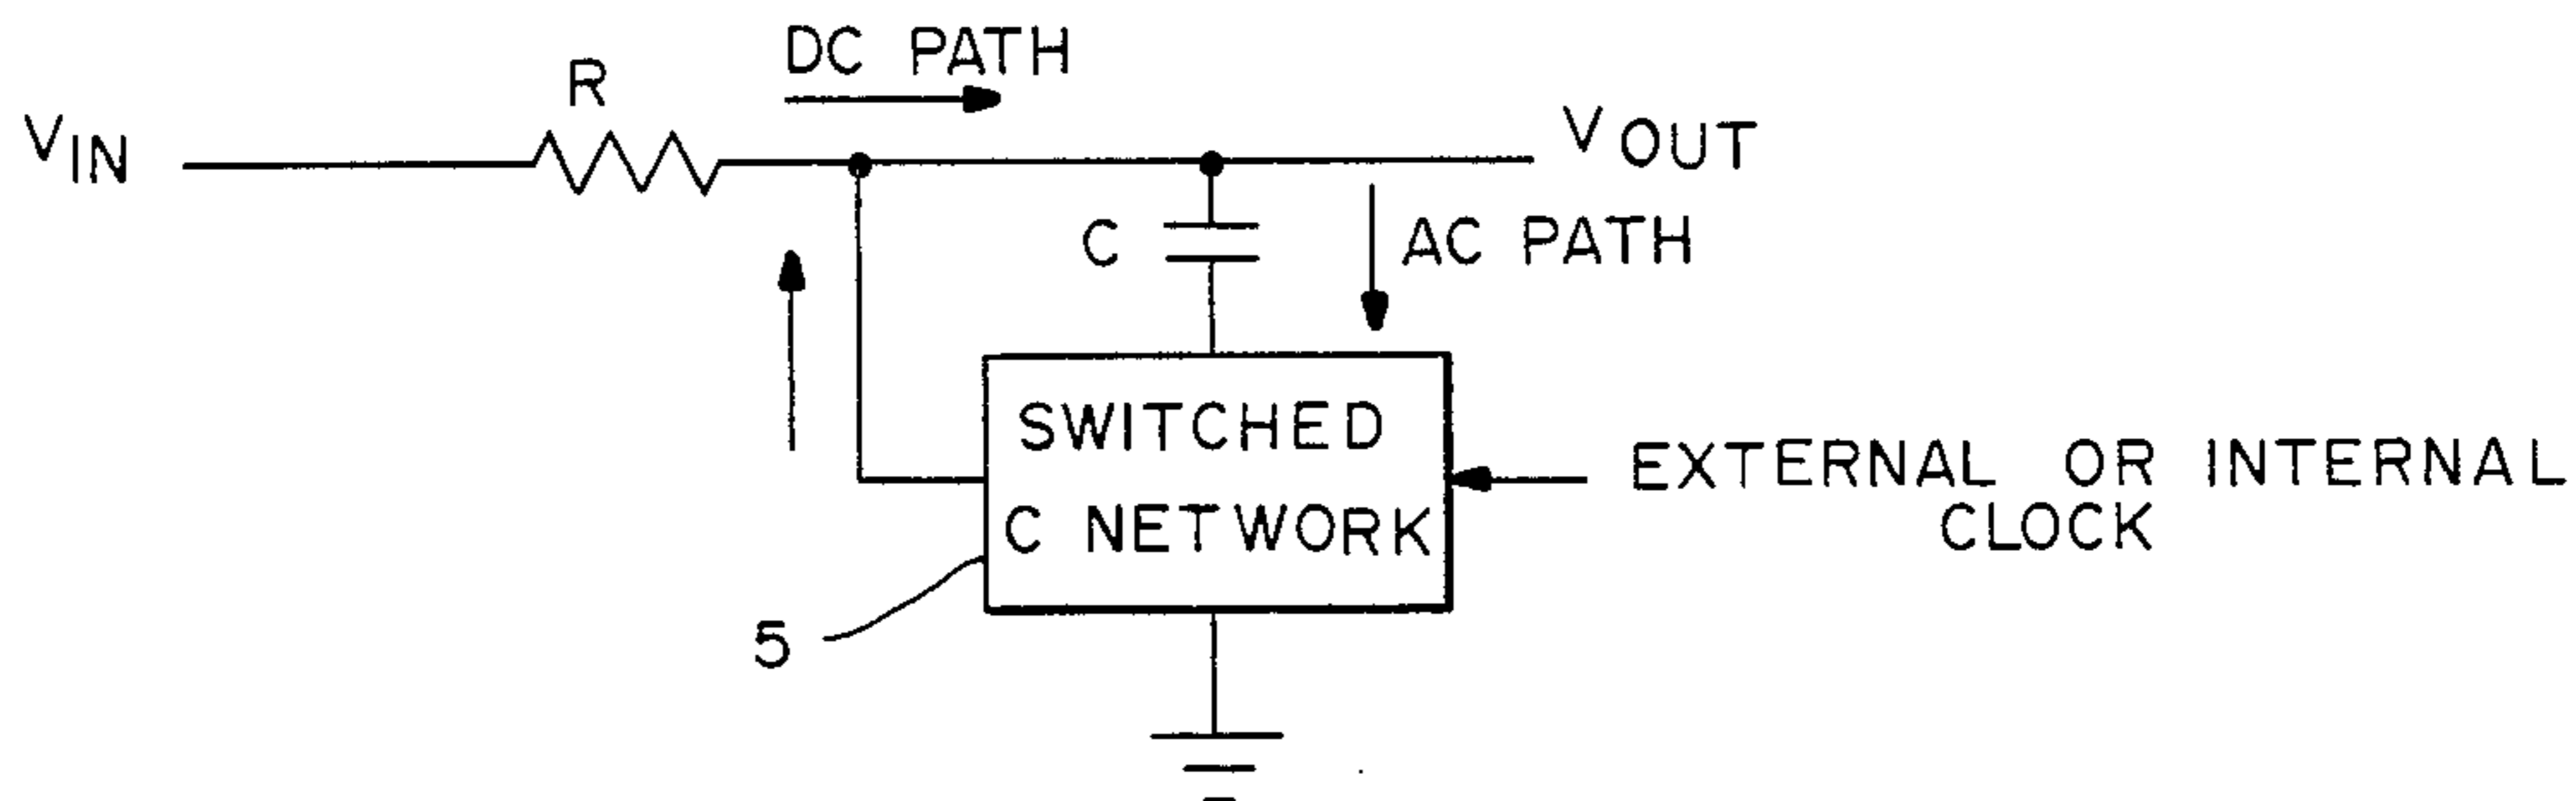 DC PATH
R
VIN
VOUT
C
AC PATH
SWITCHED
C NETWORK
EXTERNAL OR INTERNAL
CLOCK
5